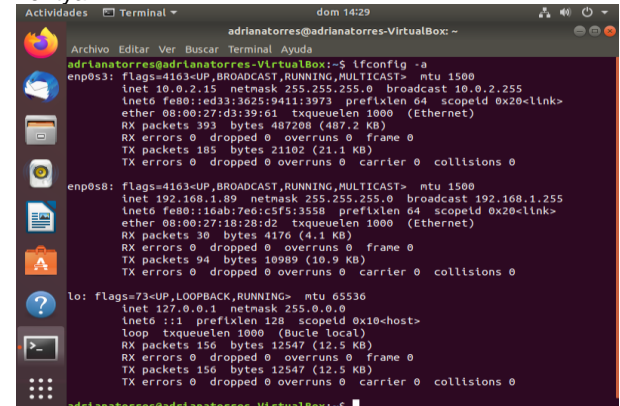 Actividades Terminal dom 14:29
adrianatorres@adrianatorres-VirtualBox: ~
Archivo Editar Ver Buscar Terminal Ayuda
adrianatorres@adrianatorres-VirtualBox:~$ ifconfig -a
enp0s3: flags=4163<UP,BROADCAST,RUNNING,MULTICAST> mtu 1500
inet 10.0.2.15 netmask 255.255.255.0 broadcast 10.0.2.255
inet6 fe80::ed33:3625:9411:3973 prefixlen 64 scopeid 0x20<link>
ether 08:00:27:d3:39:61 txqueuelen 1000 (Ethernet)
RX packets 393 bytes 487208 (487.2 KB)
RX errors 0 dropped 0 overruns 0 frame 0
TX packets 185 bytes 21102 (21.1 KB)
TX errors 0 dropped 0 overruns 0 carrier 0 collisions 0
enp0s8: flags=4163<UP,BROADCAST,RUNNING,MULTICAST> mtu 1500
inet 192.168.1.89 netmask 255.255.255.0 broadcast 192.168.1.255
inet6 fe80::16ab:7e6:c5f5:3558 prefixlen 64 scopeid 0x20<link>
ether 08:00:27:18:28:d2 txqueuelen 1000 (Ethernet)
RX packets 30 bytes 4176 (4.1 KB)
RX errors 0 dropped 0 overruns 0 frame 0
TX packets 94 bytes 10989 (10.9 KB)
TX errors 0 dropped 0 overruns 0 carrier 0 collisions 0
lo: flags=73<UP,LOOPBACK,RUNNING> mtu 65536
inet 127.0.0.1 netmask 255.0.0.0
inet6 ::1 prefixlen 128 scopeid 0x10<host>
loop txqueuelen 1000 (Bucle local)
RX packets 156 bytes 12547 (12.5 KB)
RX errors 0 dropped 0 overruns 0 frame 0
TX packets 156 bytes 12547 (12.5 KB)
TX errors 0 dropped 0 overruns 0 carrier 0 collisions 0
adrianatorres@adrianatorres-VirtualBox:~$